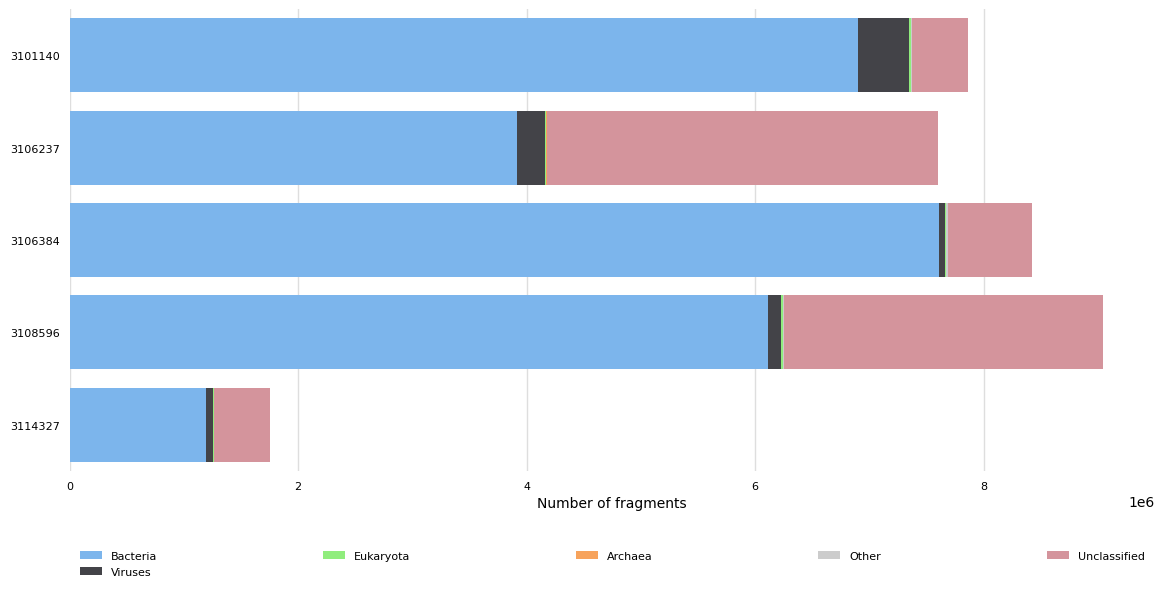 3101140
3106237
3106384
3108596
3114327
0 2 4 6 8
Number of fragments
1e6
Bacteria Eukaryota Archaea Other Unclassified
Viruses